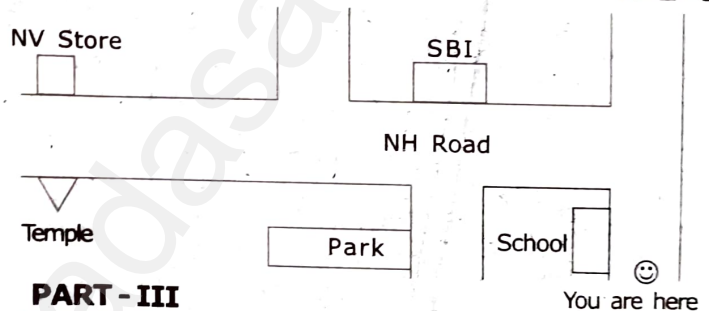 NV Store
SBI
NH Road
Temple
Park
School
PART - III
You are here